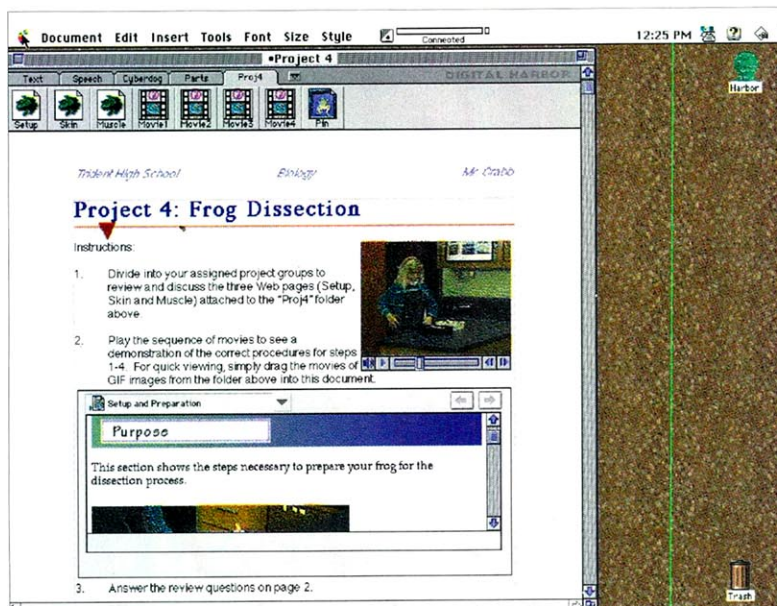 Document Edit Insert Tools Font Size Style
Connected
12:25 PM
•Project 4
Text Speech Cyberdog Parts Proj4
DIGITAL HARBOR
Setup Skin Muscle Movie1 Movie2 Movie3 Movie4 Pin
Harbor
Trident High School Biology Mr. Crabb
Project 4: Frog Dissection
Instructions:
1. Divide into your assigned project groups to
review and discuss the three Web pages (Setup,
Skin and Muscle) attached to the "Proj4" folder
above.
2. Play the sequence of movies to see a
demonstration of the correct procedures for steps
1-4. For quick viewing, simply drag the movies of
GIF images from the folder above into this document.
Setup and Preparation
Purpose
This section shows the steps necessary to prepare your frog for the
dissection process.
3. Answer the review questions on page 2.
Trash